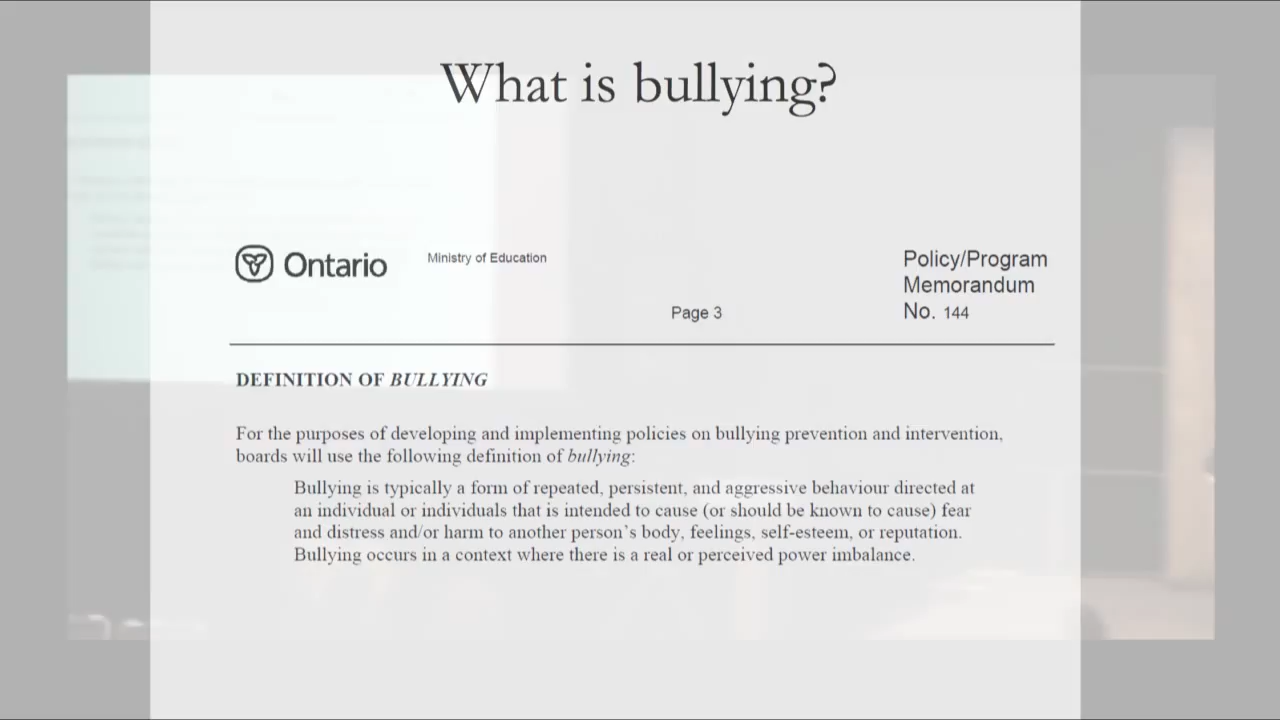 What is bullying?
Ontario
Ministry of Education
Policy/Program
Memorandum
No. 144
Page 3
DEFINITION OF BULLYING
For the purposes of developing and implementing policies on bullying prevention and intervention,
boards will use the following definition of bullying:
Bullying is typically a form of repeated, persistent, and aggressive behaviour directed at
an individual or individuals that is intended to cause (or should be known to cause) fear
and distress and/or harm to another person’s body, feelings, self-esteem, or reputation.
Bullying occurs in a context where there is a real or perceived power imbalance.